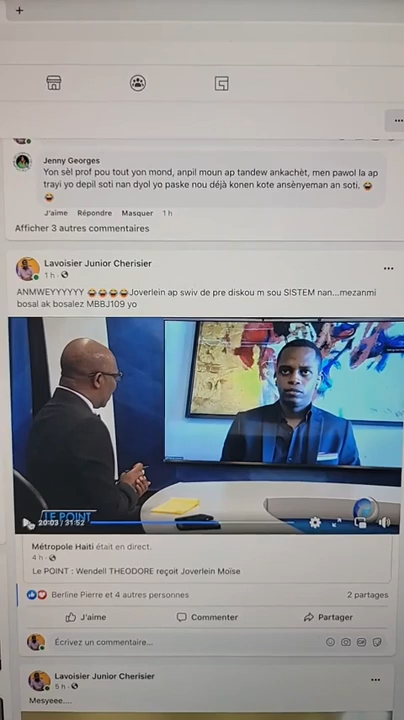 Jenny Georges
Yon sèl prof pou tout yon mond, anpil moun ap tandew ankachèt, men pawol la ap
trayi yo depil soti nan dyol yo paske nou déjà konen kote ansènyeman an soti. 😂
😂
J'aime Répondre Masquer 1 h
Afficher 3 autres commentaires
Lavoisier Junior Cherisier
1 h ·
ANMWEYYYYYY 😂😂😂😂Joverlein ap swiv de pre diskou m sou SISTEM nan...mezanmi
bosal ak bosalez MBBJ109 yo
LE POINT
20:03 / 31:52
Métropole Haiti était en direct.
4 h ·
Le POINT : Wendell THEODORE reçoit Joverlein Moïse
Berline Pierre et 4 autres personnes
2 partages
J'aime
Commenter
Partager
Écrivez un commentaire...
Lavoisier Junior Cherisier
5 h ·
Mesyeee....